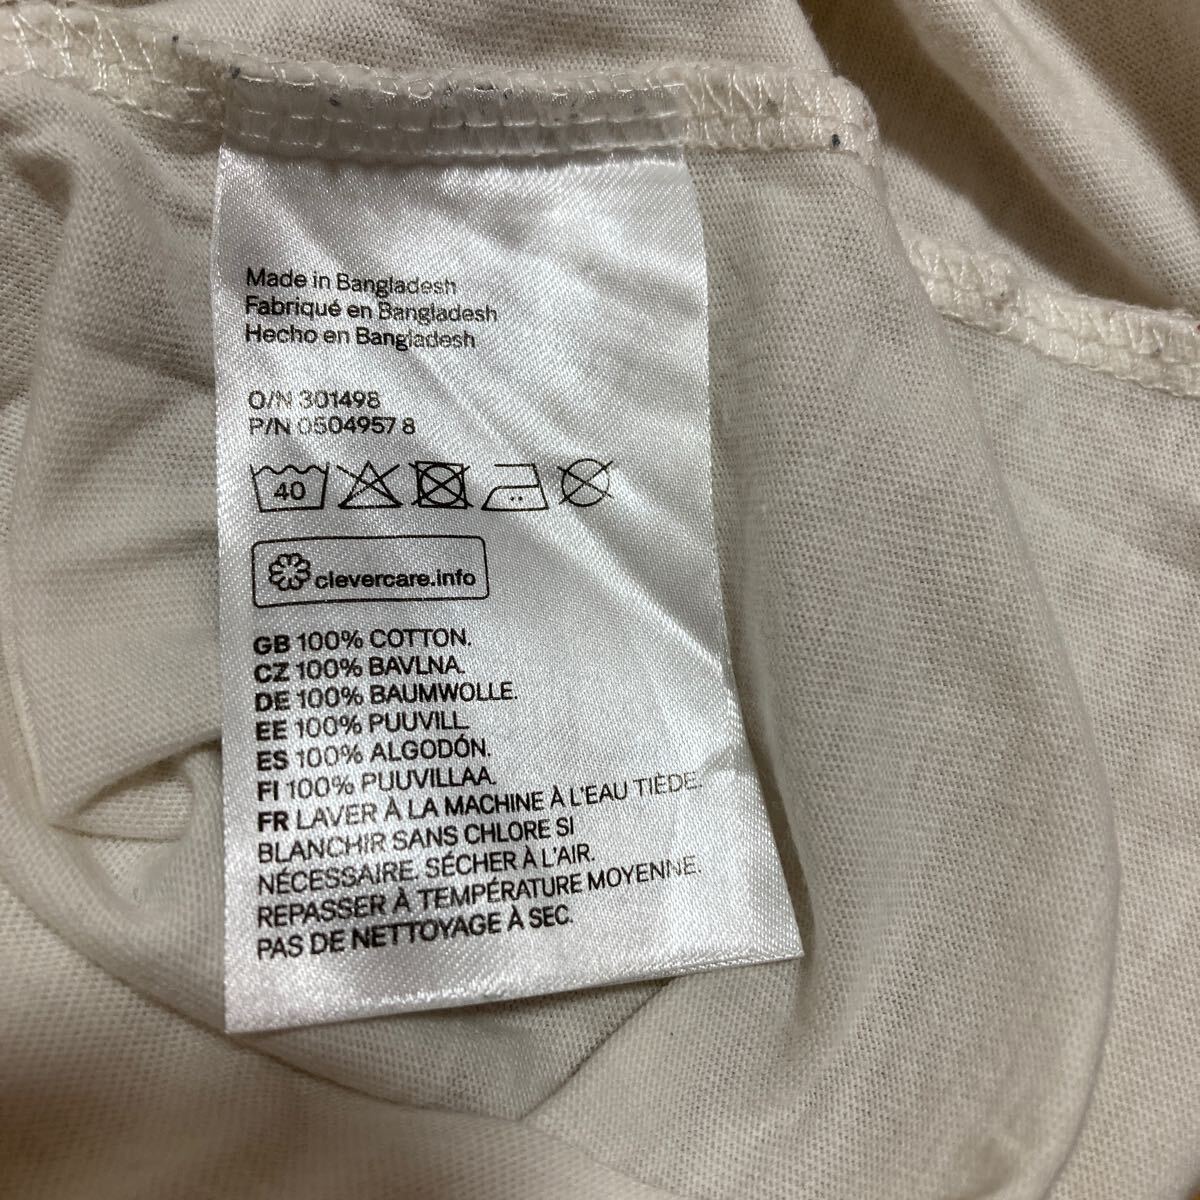 Made in Bangladesh
Fabriqué en Bangladesh
Hecho en Bangladesh
O/N 301498
P/N 0504957 8
40
clevercare.info
GB 100% COTTON.
CZ 100% BAVLNA.
DE 100% BAUMWOLLE.
EE 100% PUUVILL.
ES 100% ALGODÓN.
FI 100% PUUVILLAA.
FR LAVER À LA MACHINE À L'EAU TIÈDE.
BLANCHIR SANS CHLORE SI
NÉCESSAIRE. SÉCHER À L'AIR.
REPASSER À TEMPÉRATURE MOYENNE.
PAS DE NETTOYAGE À SEC.